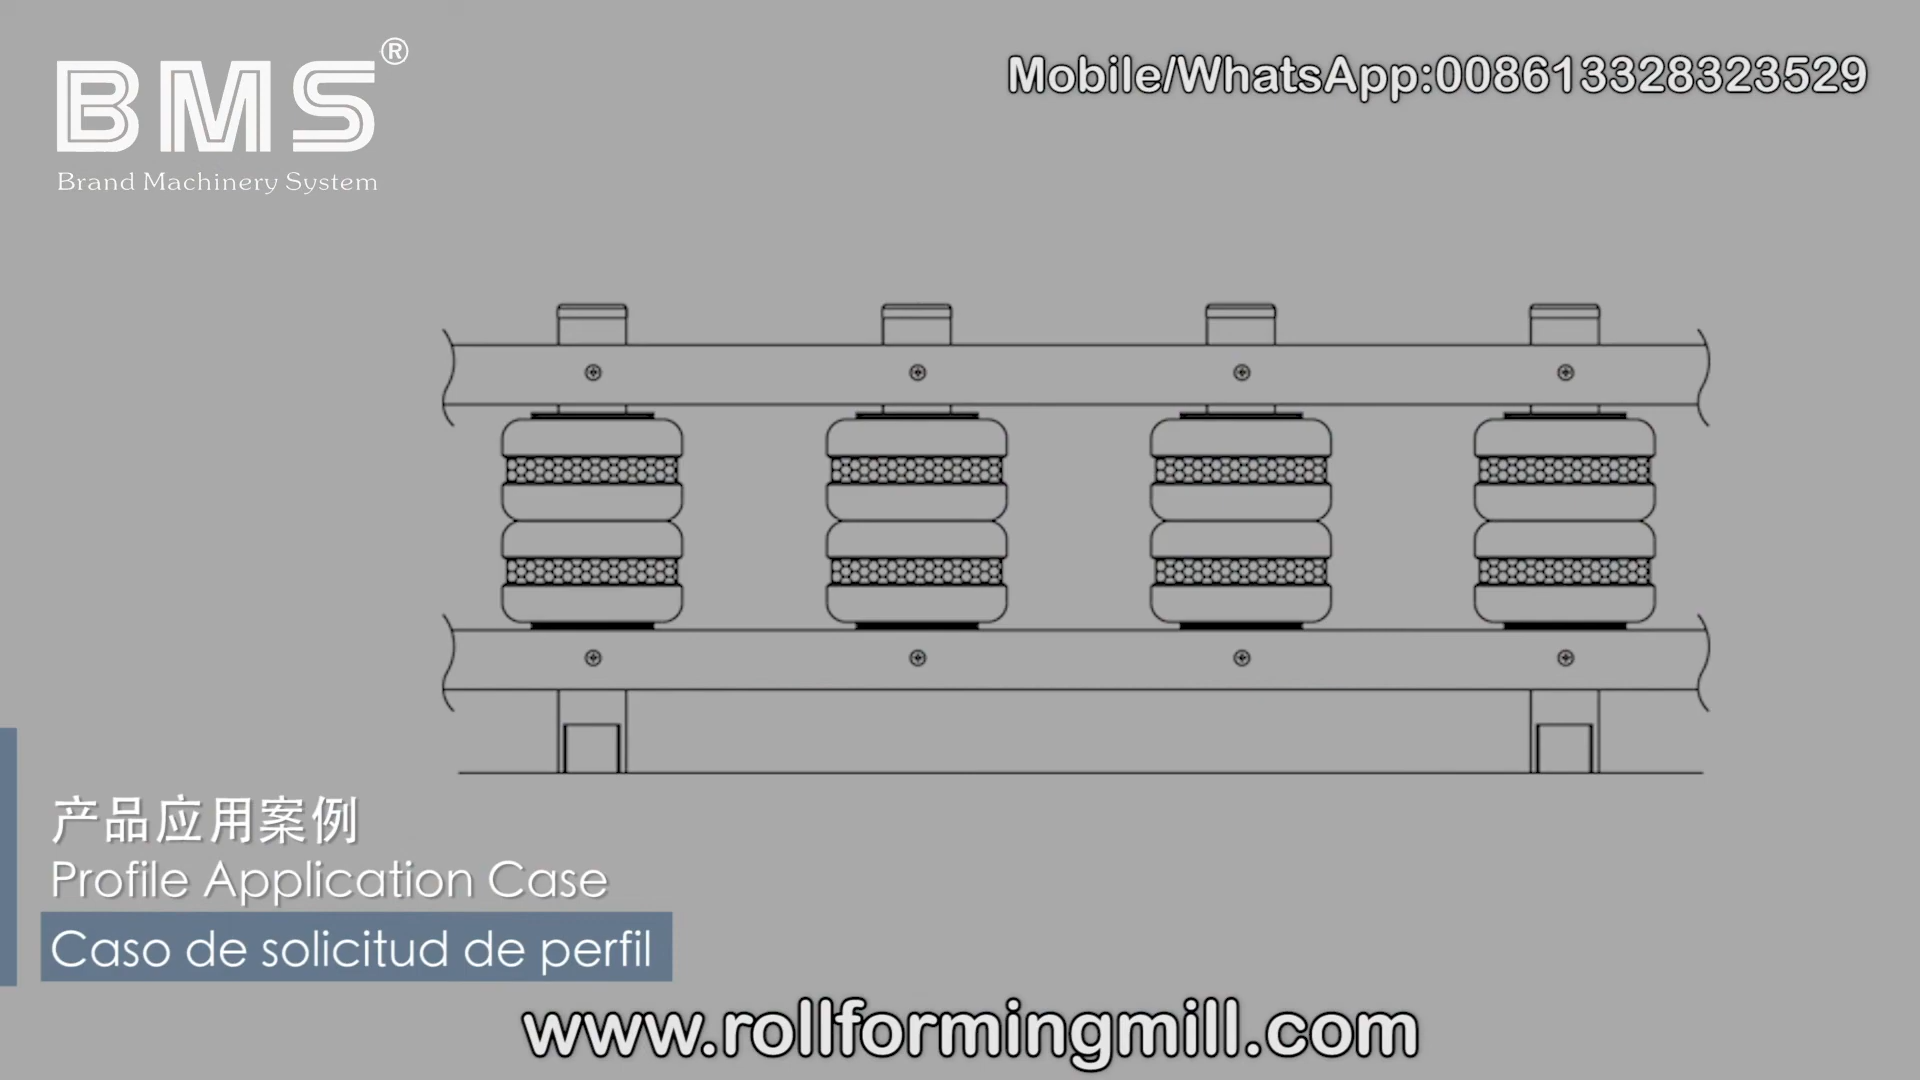 BMS®
Brand Machinery System
Mobile/WhatsApp:008613328323529
产品应用案例
Profile Application Case
Caso de solicitud de perfil
www.rollformingmill.com